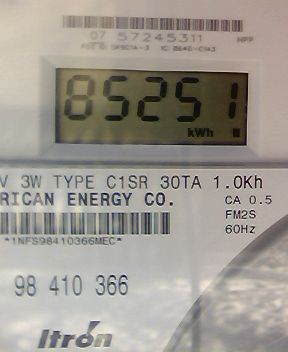 07 57245311
85251
kWh
V 3W TYPE C1SR 30TA 1.0Kh
RICAN ENERGY CO.
CA 0.5
FM2S
60Hz
*1NFS98410366MEC*
98 410 366
Itrón